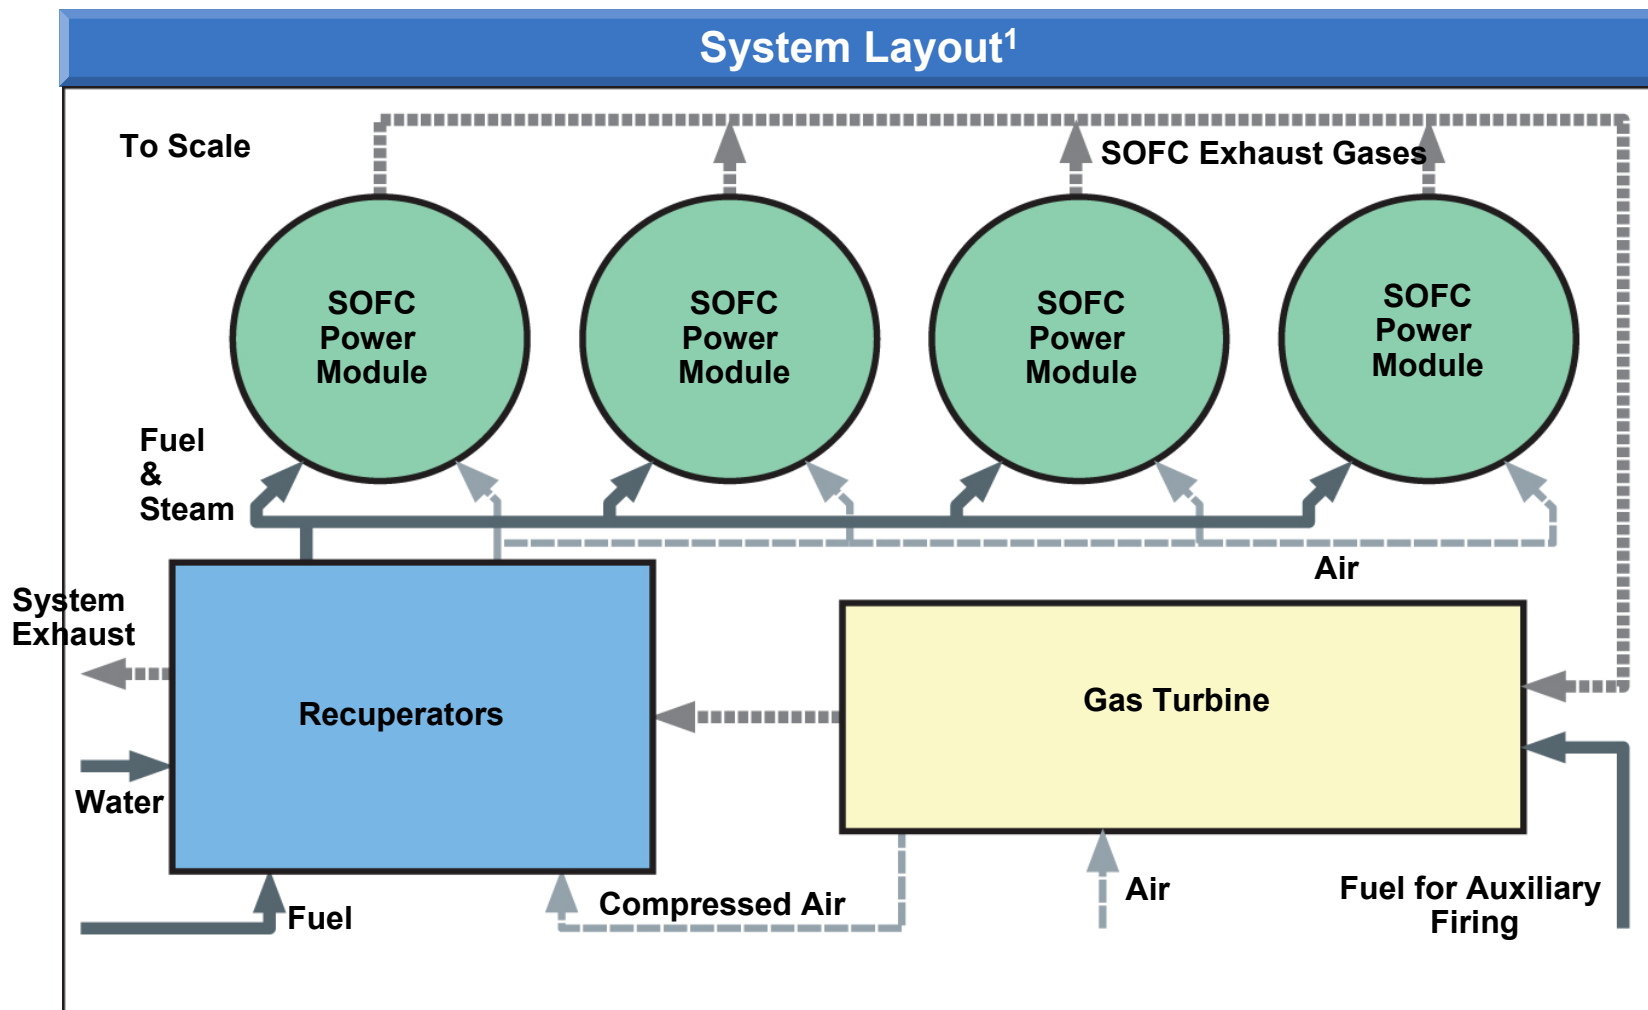 System Layout¹
To Scale
SOFC Exhaust Gases
SOFC
Power
Module
SOFC
Power
Module
SOFC
Power
Module
SOFC
Power
Module
Fuel
&
Steam
Air
System
Exhaust
Recuperators
Gas Turbine
Water
Fuel
Compressed Air
Air
Fuel for Auxiliary
Firing